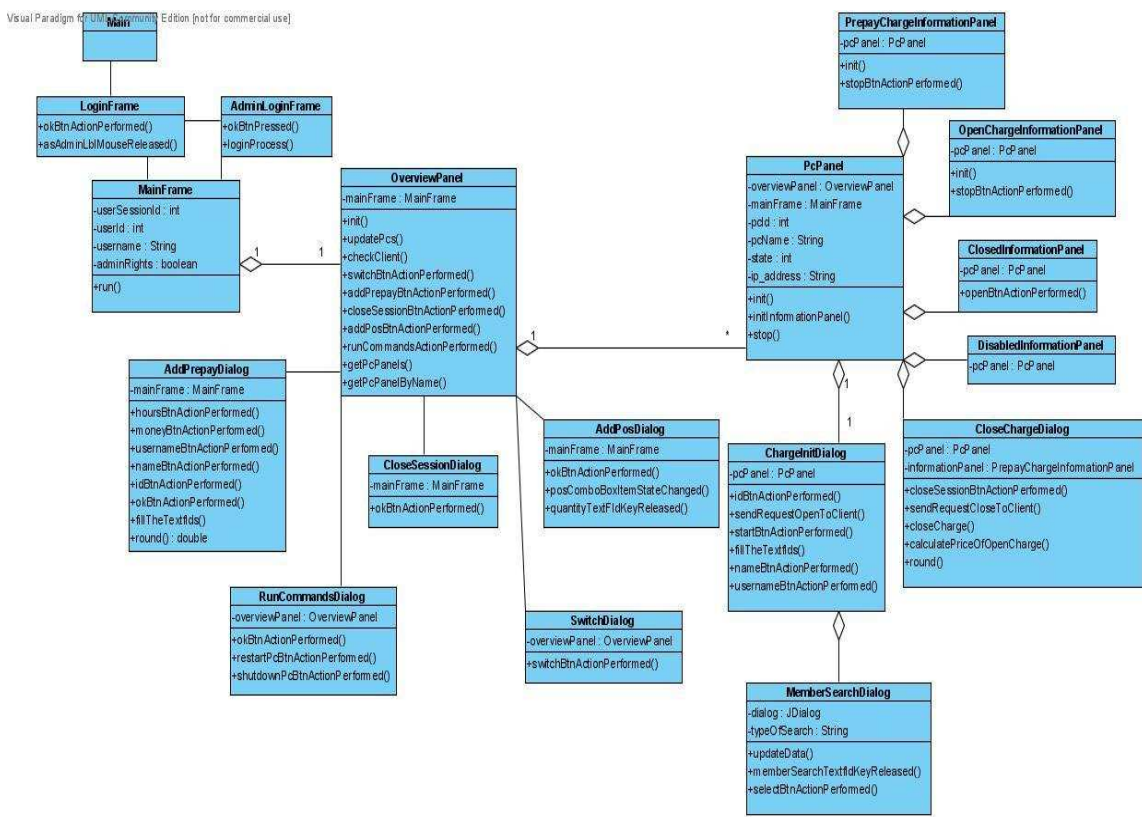 Visual Paradigm for UML Community Edition [not for commercial use]
Main
LoginFrame
+okBtnActionPerformed()
+asAdminLblMouseReleased()
AdminLoginFrame
+okBtnPressed()
+loginProcess()
MainFrame
-userSessionId : int
-userId : int
-username : String
-adminRights : boolean
+run()
1
1
OverviewPanel
-mainFrame : MainFrame
+init()
+updatePcs()
+checkClient()
+switchBtnActionPerformed()
+addPrepayBtnActionPerformed()
+closeSessionBtnActionPerformed()
+addPosBtnActionPerformed()
+runCommandsActionPerformed()
+getPcPanels()
+getPcPanelByName()
1
*
PrepayChargeInformationPanel
-pcPanel : PcPanel
+init()
+stopBtnActionPerformed()
OpenChargeInformationPanel
-pcPanel : PcPanel
+init()
+stopBtnActionPerformed()
PcPanel
-overviewPanel : OverviewPanel
-mainFrame : MainFrame
-pcId : int
-pcName : String
-state : int
-ip_address : String
+init()
+initInformationPanel()
+stop()
ClosedInformationPanel
-pcPanel : PcPanel
+openBtnActionPerformed()
DisabledInformationPanel
-pcPanel : PcPanel
1
1
AddPrepayDialog
-mainFrame : MainFrame
+hoursBtnActionPerformed()
+moneyBtnActionPerformed()
+usernameBtnActionPerformed()
+nameBtnActionPerformed()
+idBtnActionPerformed()
+okBtnActionPerformed()
+fillTheTextflds()
+round() : double
CloseSessionDialog
-mainFrame : MainFrame
+okBtnActionPerformed()
AddPosDialog
-mainFrame : MainFrame
+okBtnActionPerformed()
+posComboBoxItemStateChanged()
+quantityTextFldKeyReleased()
ChargeInitDialog
-pcPanel : PcPanel
+idBtnActionPerformed()
+sendRequestOpenToClient()
+startBtnActionPerformed()
+fillTheTextflds()
+nameBtnActionPerformed()
+usernameBtnActionPerformed()
CloseChargeDialog
-pcPanel : PcPanel
-informationPanel : PrepayChargeInformationPanel
+closeSessionBtnActionPerformed()
+sendRequestCloseToClient()
+closeCharge()
+calculatePriceOfOpenCharge()
+round()
RunCommandsDialog
-overviewPanel : OverviewPanel
+okBtnActionPerformed()
+restartPcBtnActionPerformed()
+shutdownPcBtnActionPerformed()
SwitchDialog
-overviewPanel : OverviewPanel
+switchBtnActionPerformed()
MemberSearchDialog
-dialog : JDialog
-typeOfSearch : String
+updateData()
+memberSearchTextfldKeyReleased()
+selectBtnActionPerformed()